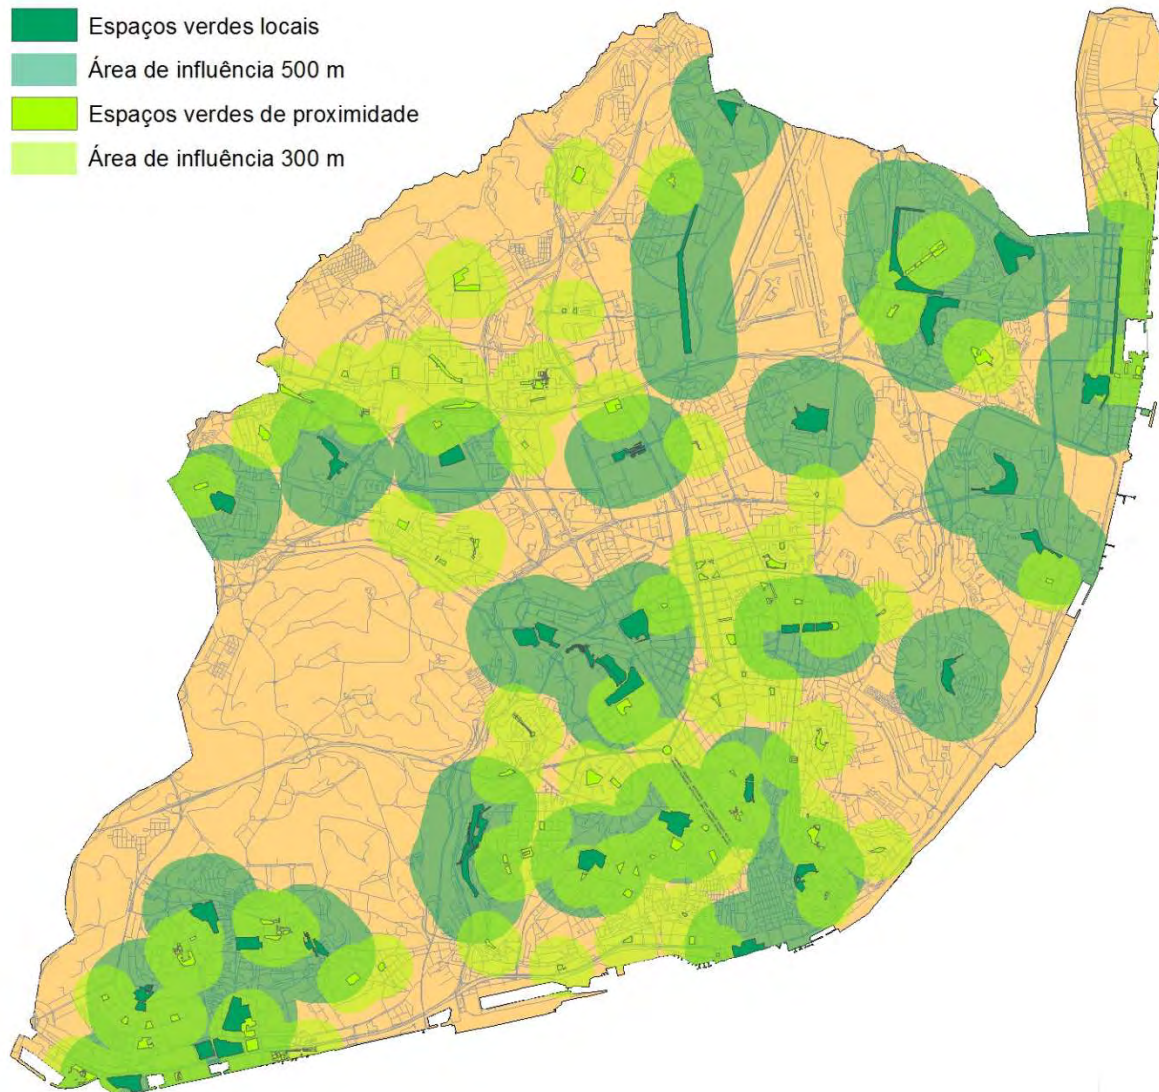 Espaços verdes locais
Área de influência 500 m
Espaços verdes de proximidade
Área de influência 300 m